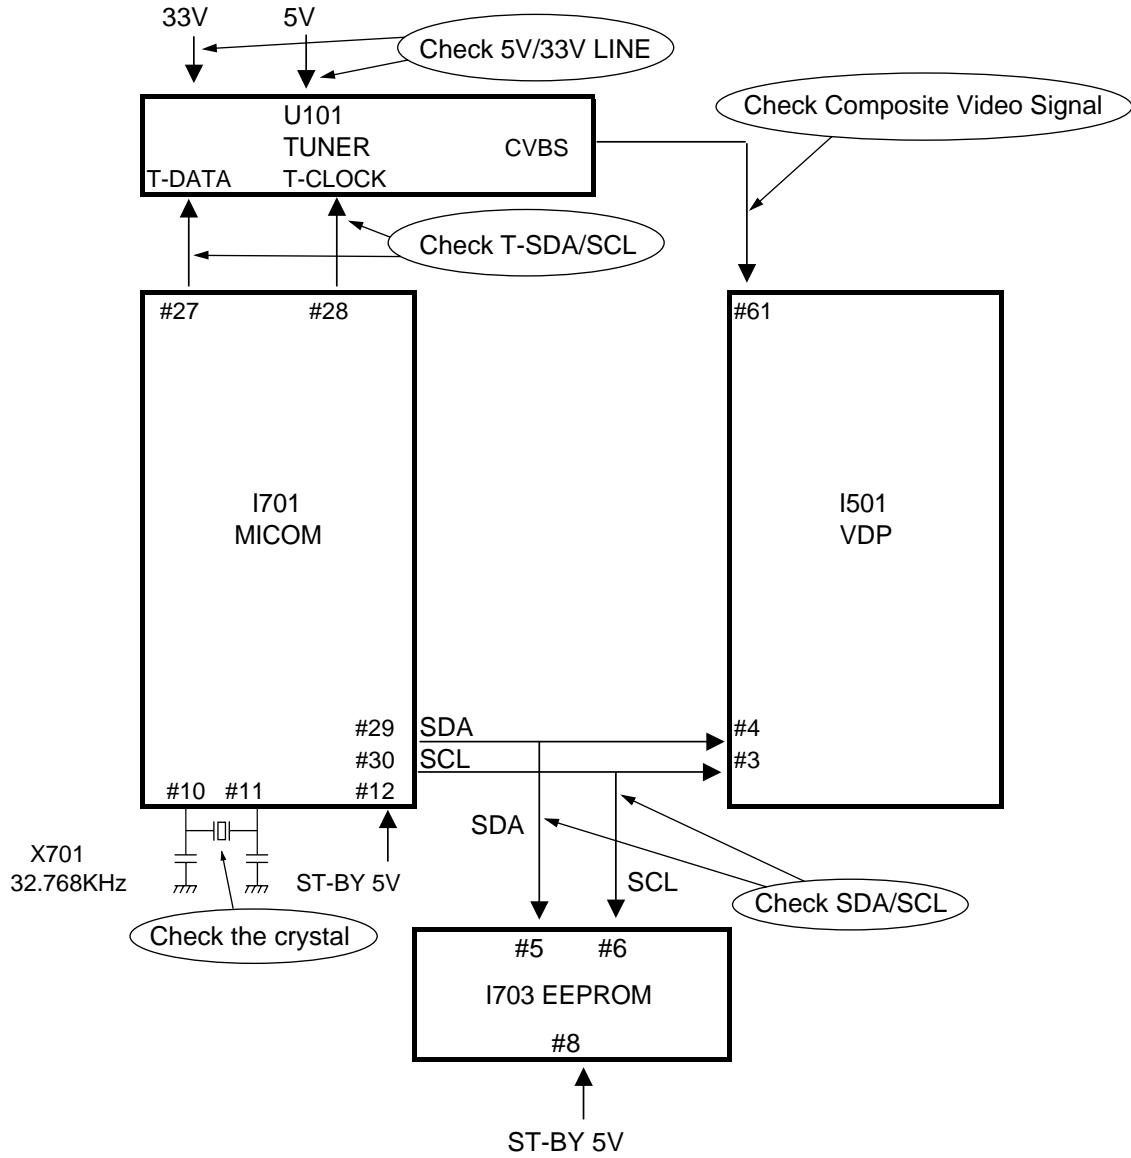 33V
5V
Check 5V/33V LINE
U101
TUNER
CVBS
T-DATA
T-CLOCK
Check Composite Video Signal
Check T-SDA/SCL
#27
#28
#61
I701
MICOM
I501
VDP
#29
SDA
#4
#30
SCL
#3
#10
#11
#12
X701
32.768KHz
ST-BY 5V
SDA
SCL
Check the crystal
Check SDA/SCL
#5
#6
I703 EEPROM
#8
ST-BY 5V